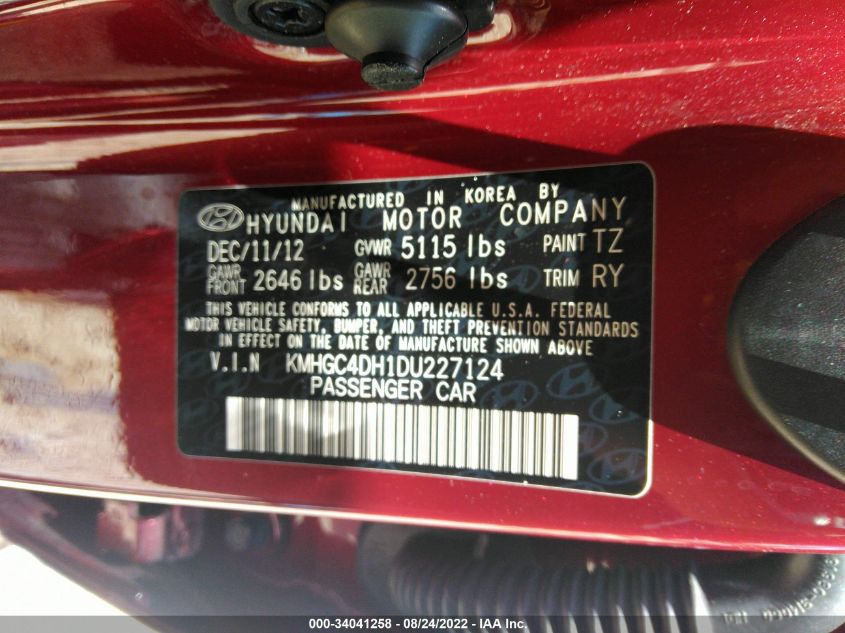 MANUFACTURED IN KOREA BY
HYUNDAI MOTOR COMPANY
DEC/11/12 GVWR 5115 lbs PAINT TZ
GAWR FRONT 2646 lbs GAWR REAR 2756 lbs TRIM RY
THIS VEHICLE CONFORMS TO ALL APPLICABLE U.S.A. FEDERAL
MOTOR VEHICLE SAFETY, BUMPER, AND THEFT PREVENTION STANDARDS
IN EFFECT ON THE DATE OF MANUFACTURE SHOWN ABOVE
V.I.N KMHGC4DH1DU227124
PASSENGER CAR
000-34041258 - 08/24/2022 - IAA Inc.